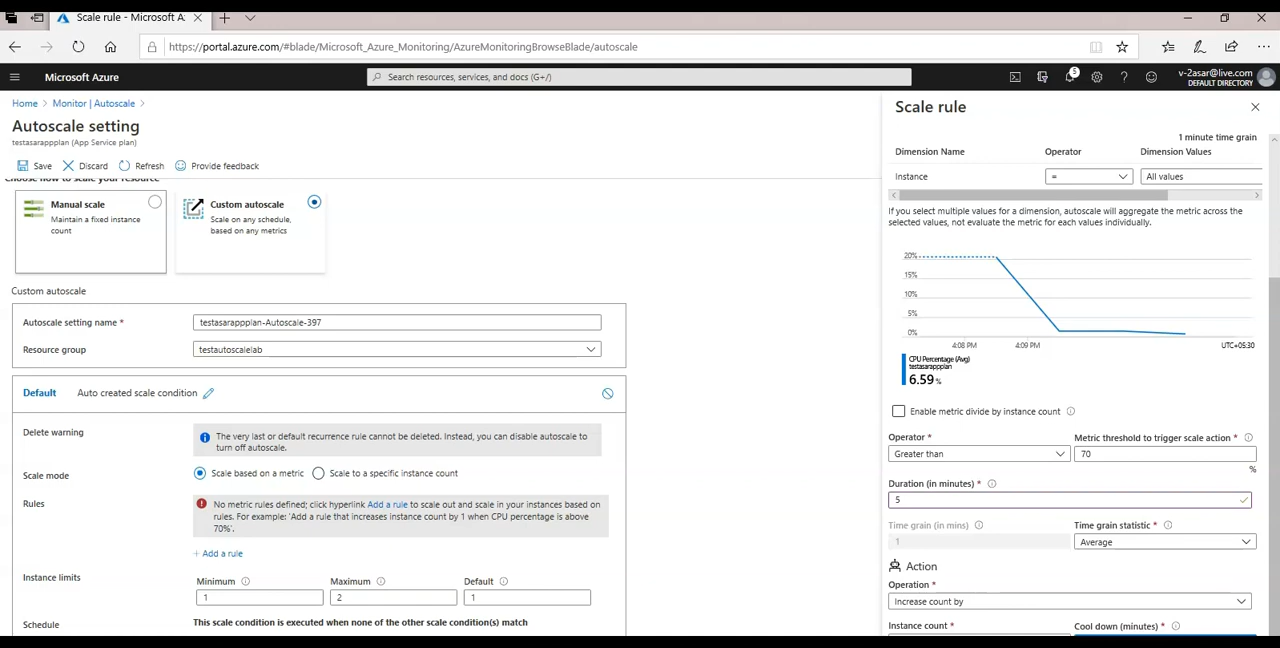 Scale rule - Microsoft A:
https://portal.azure.com/#blade/Microsoft_Azure_Monitoring/AzureMonitoringBrowseBlade/autoscale
Microsoft Azure
Search resources, services, and docs (G+/)
5
v-2asar@live.com
DEFAULT DIRECTORY
Home > Monitor | Autoscale >
Autoscale setting
testasarappplan (App Service plan)
Save
Discard
Refresh
Provide feedback
Choose how to scale your resource
Manual scale
Maintain a fixed instance
count
Custom autoscale
Scale on any schedule,
based on any metrics
Custom autoscale
Autoscale setting name *
testasarappplan-Autoscale-397
Resource group
testautoscalelab
Default
Auto created scale condition
Delete warning
The very last or default recurrence rule cannot be deleted. Instead, you can disable autoscale to
turn off autoscale.
Scale mode
Scale based on a metric
Scale to a specific instance count
Rules
No metric rules defined; click hyperlink Add a rule to scale out and scale in your instances based on
rules. For example: 'Add a rule that increases instance count by 1 when CPU percentage is above
70%'.
+ Add a rule
Instance limits
Minimum
Maximum
Default
1
2
1
Schedule
This scale condition is executed when none of the other scale condition(s) match
Scale rule
1 minute time grain
Dimension Name
Operator
Dimension Values
Instance
=
All values
If you select multiple values for a dimension, autoscale will aggregate the metric across the
selected values, not evaluate the metric for each values individually.
20%
15%
10%
5%
0%
4:08 PM
4:09 PM
UTC+05:30
CPU Percentage (Avg)
testasarappplan
6.59 %
Enable metric divide by instance count
Operator *
Metric threshold to trigger scale action *
Greater than
70
%
Duration (in minutes) *
5
Time grain (in mins)
Time grain statistic *
1
Average
Action
Operation *
Increase count by
Instance count *
Cool down (minutes) *